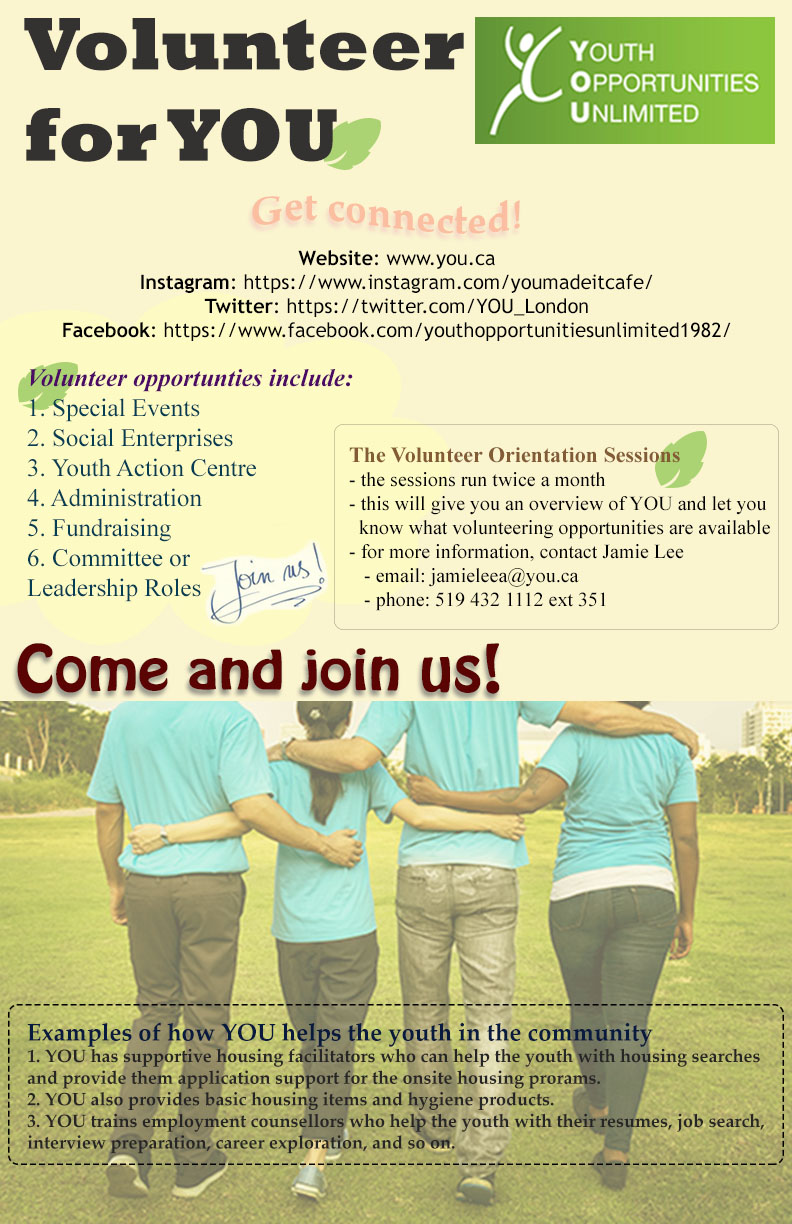 Volunteer
for YOU
YOUTH
OPPORTUNITIES
UNLIMITED
Get connected!
Website: www.you.ca
Instagram: https://www.instagram.com/youmadeitcafe/
Twitter: https://twitter.com/YOU_London
Facebook: https://www.facebook.com/youthopportunitiesunlimited1982/
Volunteer opportunties include:
1. Special Events
2. Social Enterprises
3. Youth Action Centre
4. Administration
5. Fundraising
6. Committee or
Leadership Roles
Join us!
The Volunteer Orientation Sessions
- the sessions run twice a month
- this will give you an overview of YOU and let you
know what volunteering opportunities are available
- for more information, contact Jamie Lee
- email: jamieleea@you.ca
- phone: 519 432 1112 ext 351
Come and join us!
Examples of how YOU helps the youth in the community
1. YOU has supportive housing facilitators who can help the youth with housing searches
and provide them application support for the onsite housing prorams.
2. YOU also provides basic housing items and hygiene products.
3. YOU trains employment counsellors who help the youth with their resumes, job search,
interview preparation, career exploration, and so on.